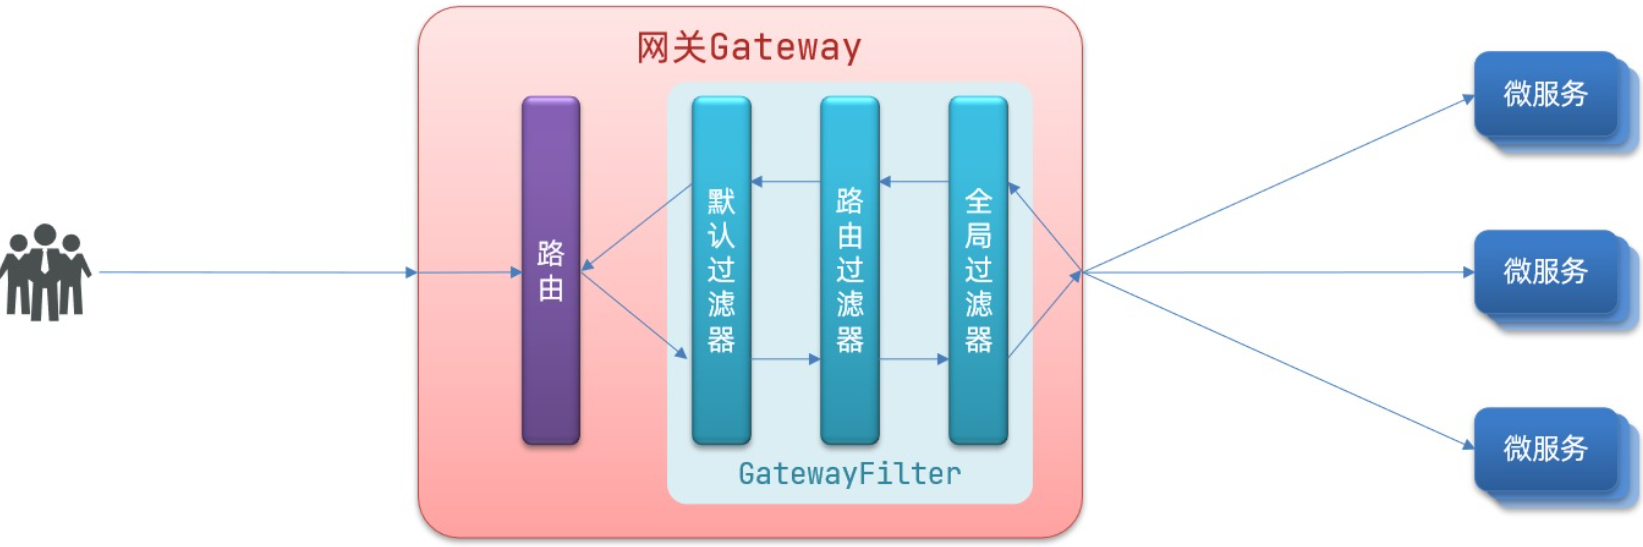 网关Gateway
路由
默认过滤器
路由过滤器
全局过滤器
GatewayFilter
微服务
微服务
微服务